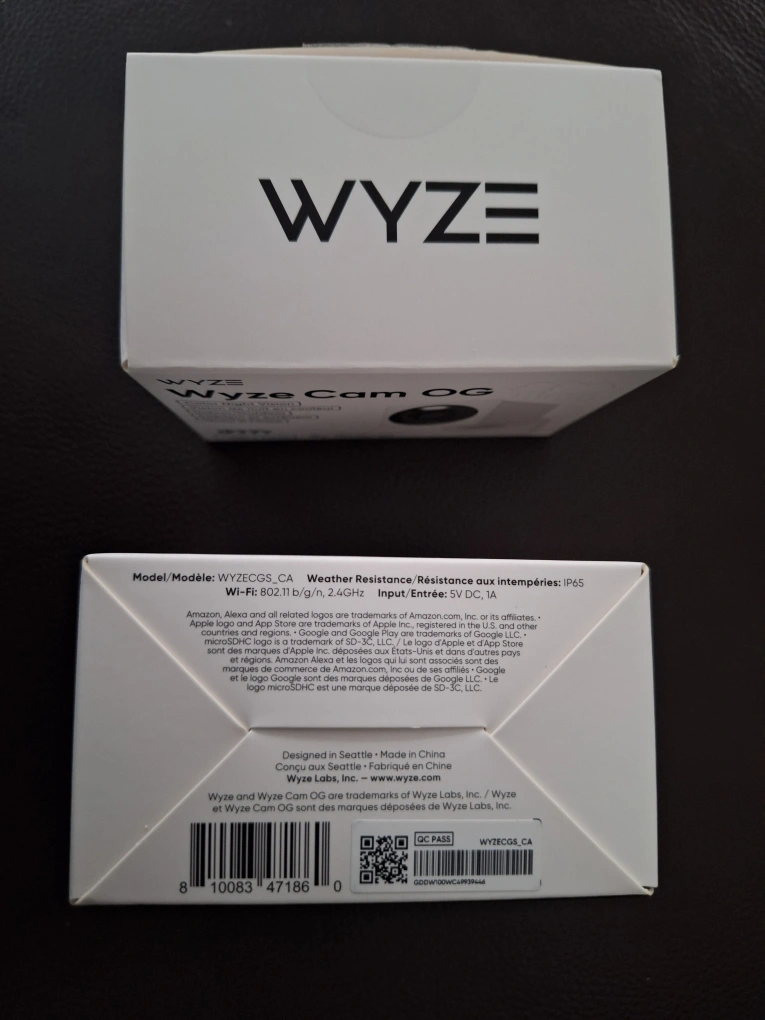 WYZE
WYZE
Wyze Cam OG
Model/Modèle: WYZECGS_CA Weather Resistance/Résistance aux intempéries: IP65
Wi-Fi: 802.11 b/g/n, 2.4GHz Input/Entrée: 5V DC, 1A
Amazon, Alexa and all related logos are trademarks of Amazon.com, Inc. or its affiliates. •
Apple logo and App Store are trademarks of Apple Inc., registered in the U.S. and other
countries and regions. • Google and Google Play are trademarks of Google LLC. •
microSDHC logo is a trademark of SD-3C, LLC. / Le logo d'Apple et d'App Store
sont des marques d'Apple Inc. déposées aux États-Unis et dans d'autres pays
et régions. Amazon Alexa et les logos qui lui sont associés sont des
marques de commerce de Amazon.com, Inc ou de ses affiliés • Google
et le logo Google sont des marques déposées de Google LLC. • Le
logo microSDHC est une marque déposée de SD-3C, LLC.
Designed in Seattle • Made in China
Conçu aux Seattle • Fabriqué en Chine
Wyze Labs, Inc. — www.wyze.com
Wyze and Wyze Cam OG are trademarks of Wyze Labs, Inc. / Wyze
et Wyze Cam OG sont des marques déposées de Wyze Labs, Inc.
QC PASS WYZECGS_CA
8 10083 47186 0